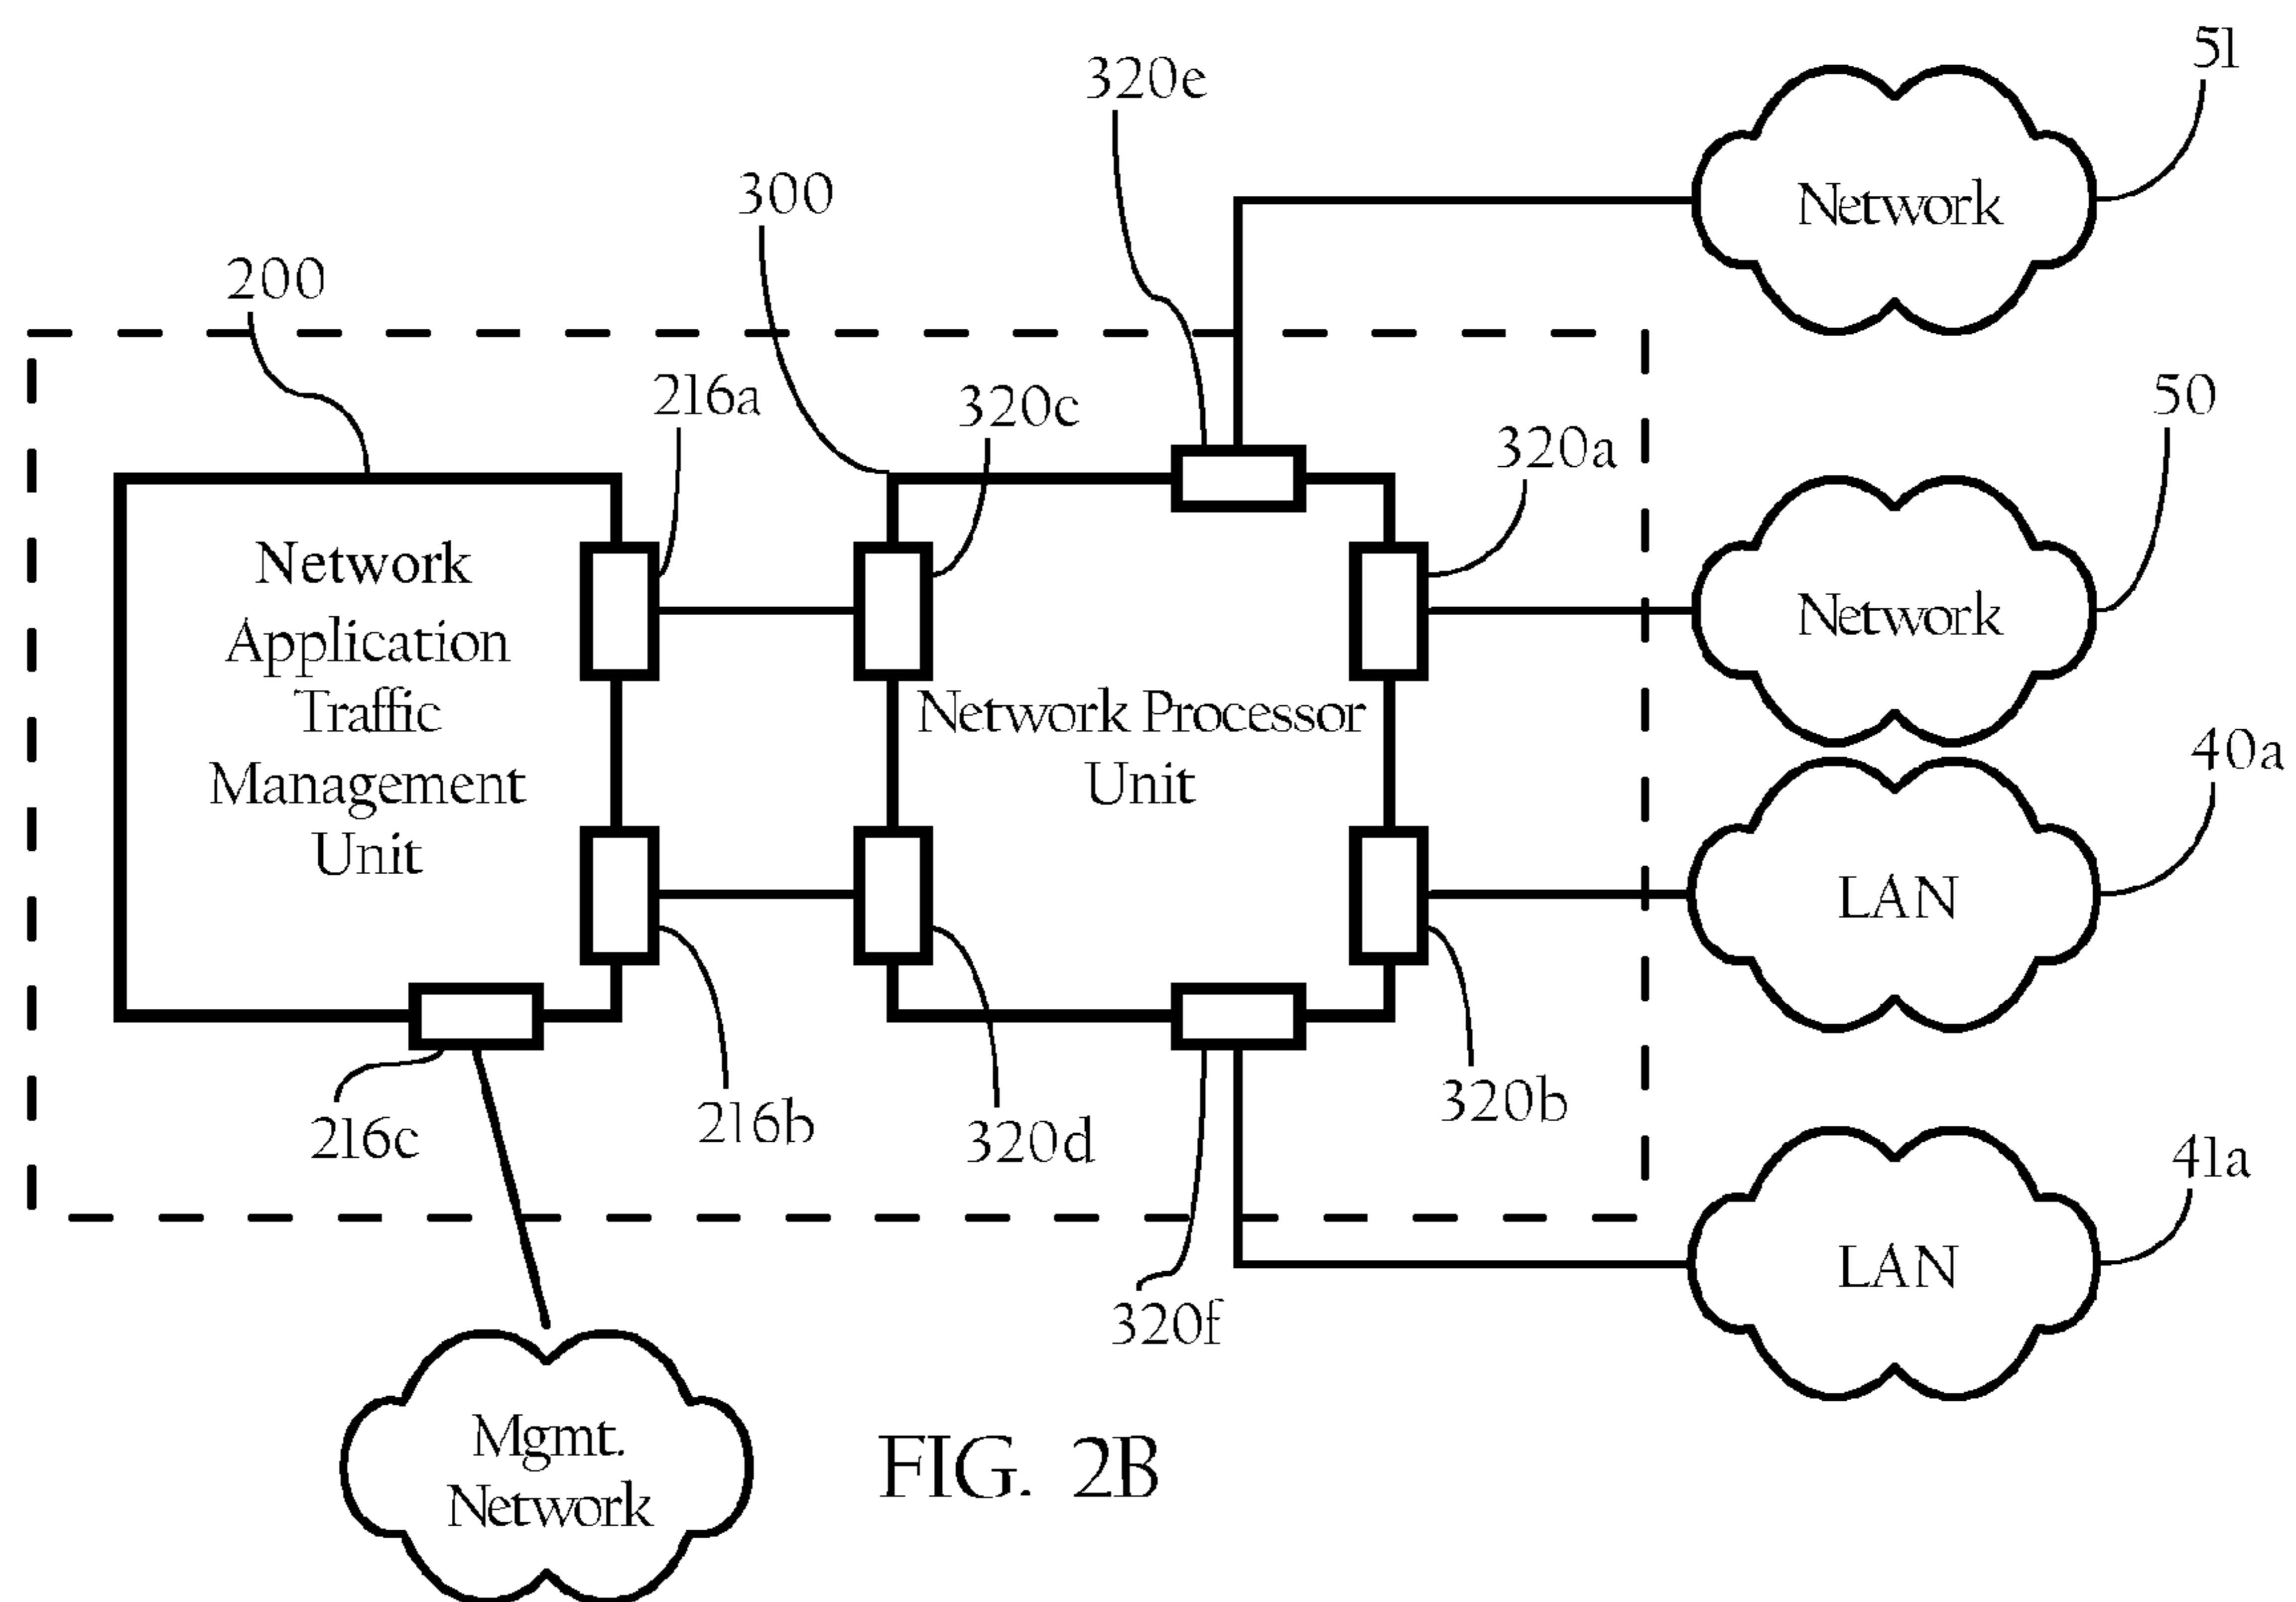 51
320e
Network
300
200
216a
320c
50
320a
Network
Network
Application
Traffic
Management
Unit
Network Processor
Unit
40a
LAN
216c
216b
320d
320b
41a
LAN
320f
Mgmt.
Network
FIG. 2B